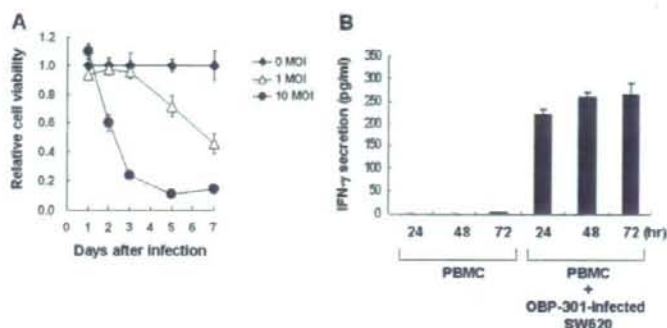 A
Relative cell viability
1.2
1.0
0.8
0.6
0.4
0.2
0.0
0 1 2 3 4 5 6 7
Days after infection
0 MOI
1 MOI
10 MOI
B
IFN-γ secretion (pg/ml)
350
300
250
200
150
100
50
0
24 48 72 24 48 72 (hr)
PBMC
PBMC
+
OBP-301-infected
SW620